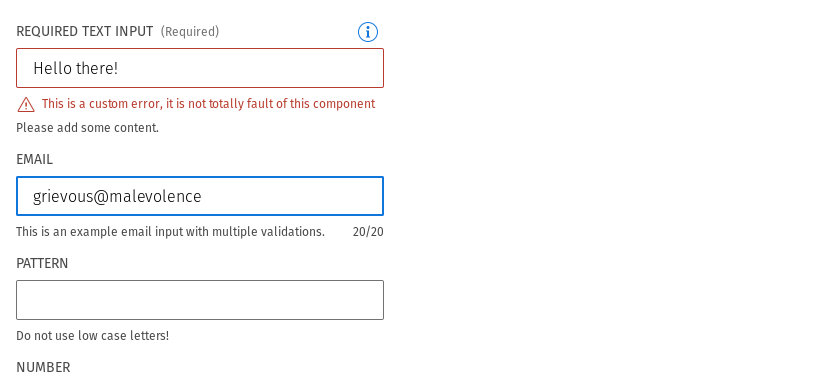 REQUIRED TEXT INPUT (Required)
Hello there!
This is a custom error, it is not totally fault of this component
Please add some content.
EMAIL
grievous@malevolence
This is an example email input with multiple validations. 20/20
PATTERN
Do not use low case letters!
NUMBER